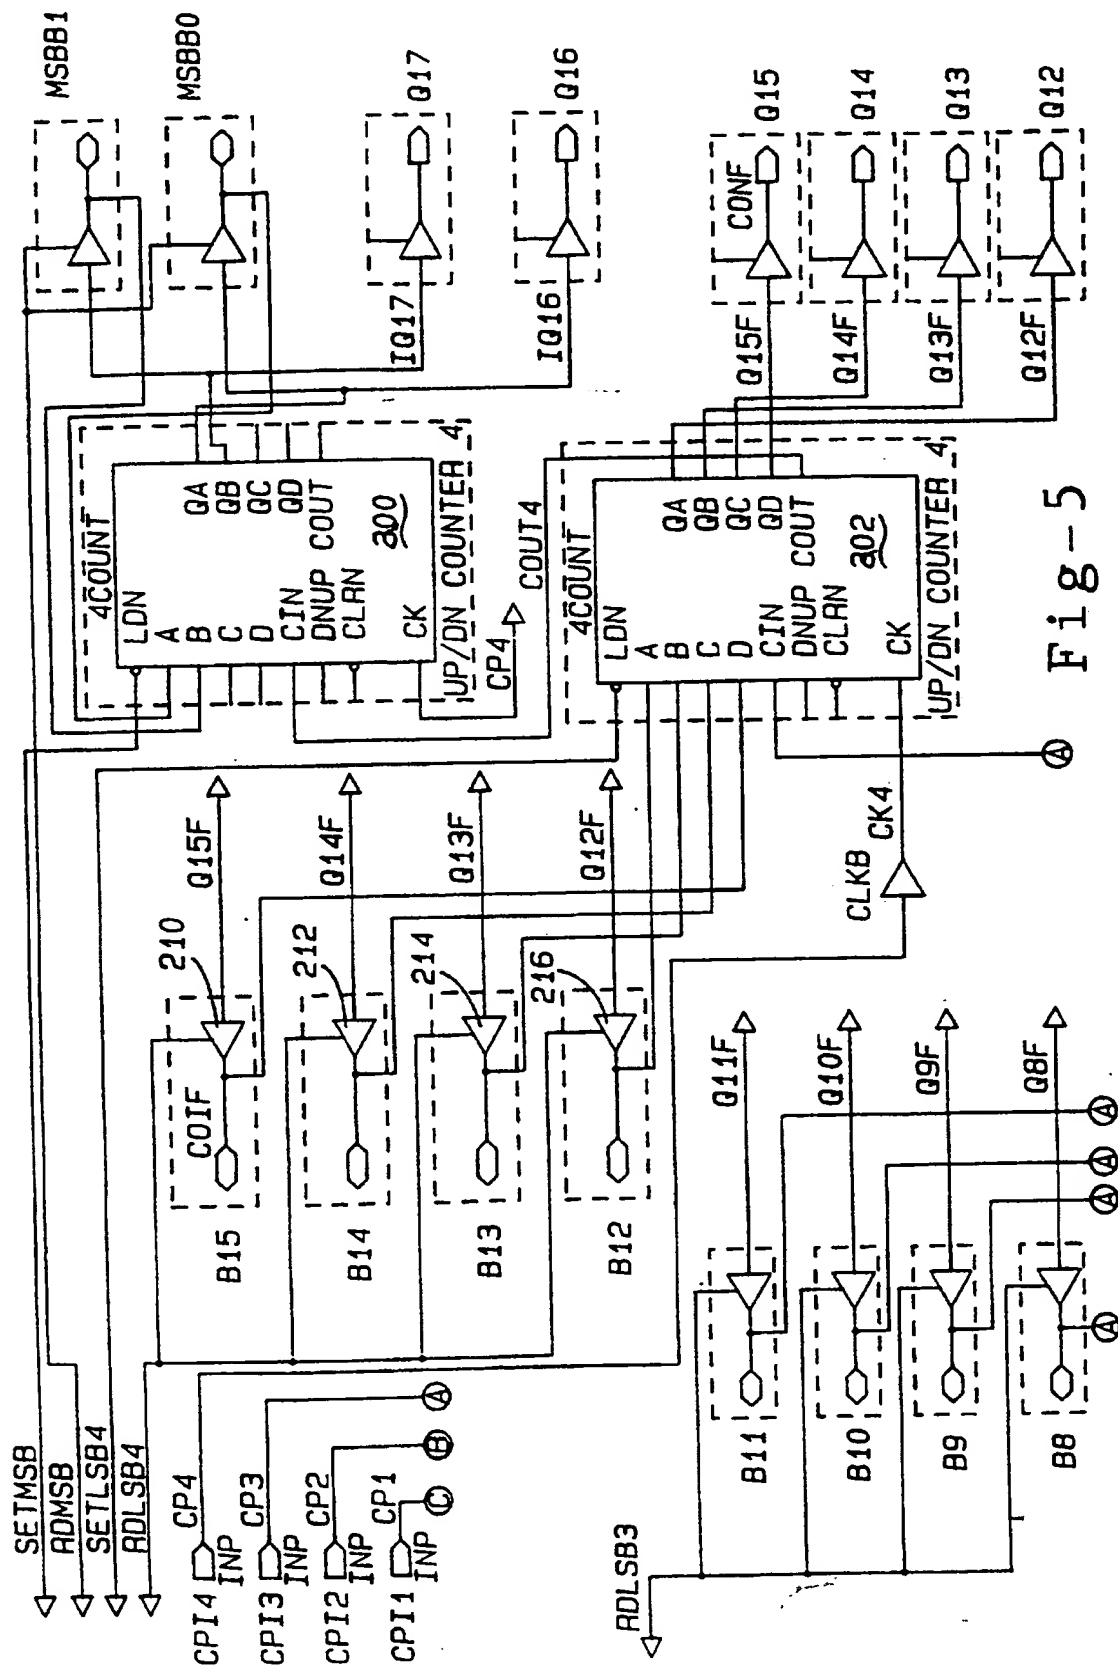 SETMSB
RDMSB
SETLSB4
RDLSB4
CPI4 INP CP4
CPI3 INP CP3
CPI2 INP CP2
CPI1 INP CP1
A
B
C
RDLSB3
B15 COIF 210 Q15F
B14 212 Q14F
B13 214 Q13F
B12 216 Q12F
B11 Q11F
B10 Q10F
B9 Q9F
B8 Q8F
A
A
A
A
4COUNT
LDN
A
B
C
D
CIN
DNUP
CLRN
CK
QA
QB
QC
QD
COUT
200
UP/DN COUNTER 4
CP4
COUT4
4COUNT
LDN
A
B
C
D
CIN
DNUP
CLRN
CK
QA
QB
QC
QD
COUT
202
UP/DN COUNTER 4
CLKB CK4
A
MSBB1
MSBB0
IQ17 Q17
IQ16 Q16
Q15F CONF Q15
Q14F Q14
Q13F Q13
Q12F Q12
Fig-5